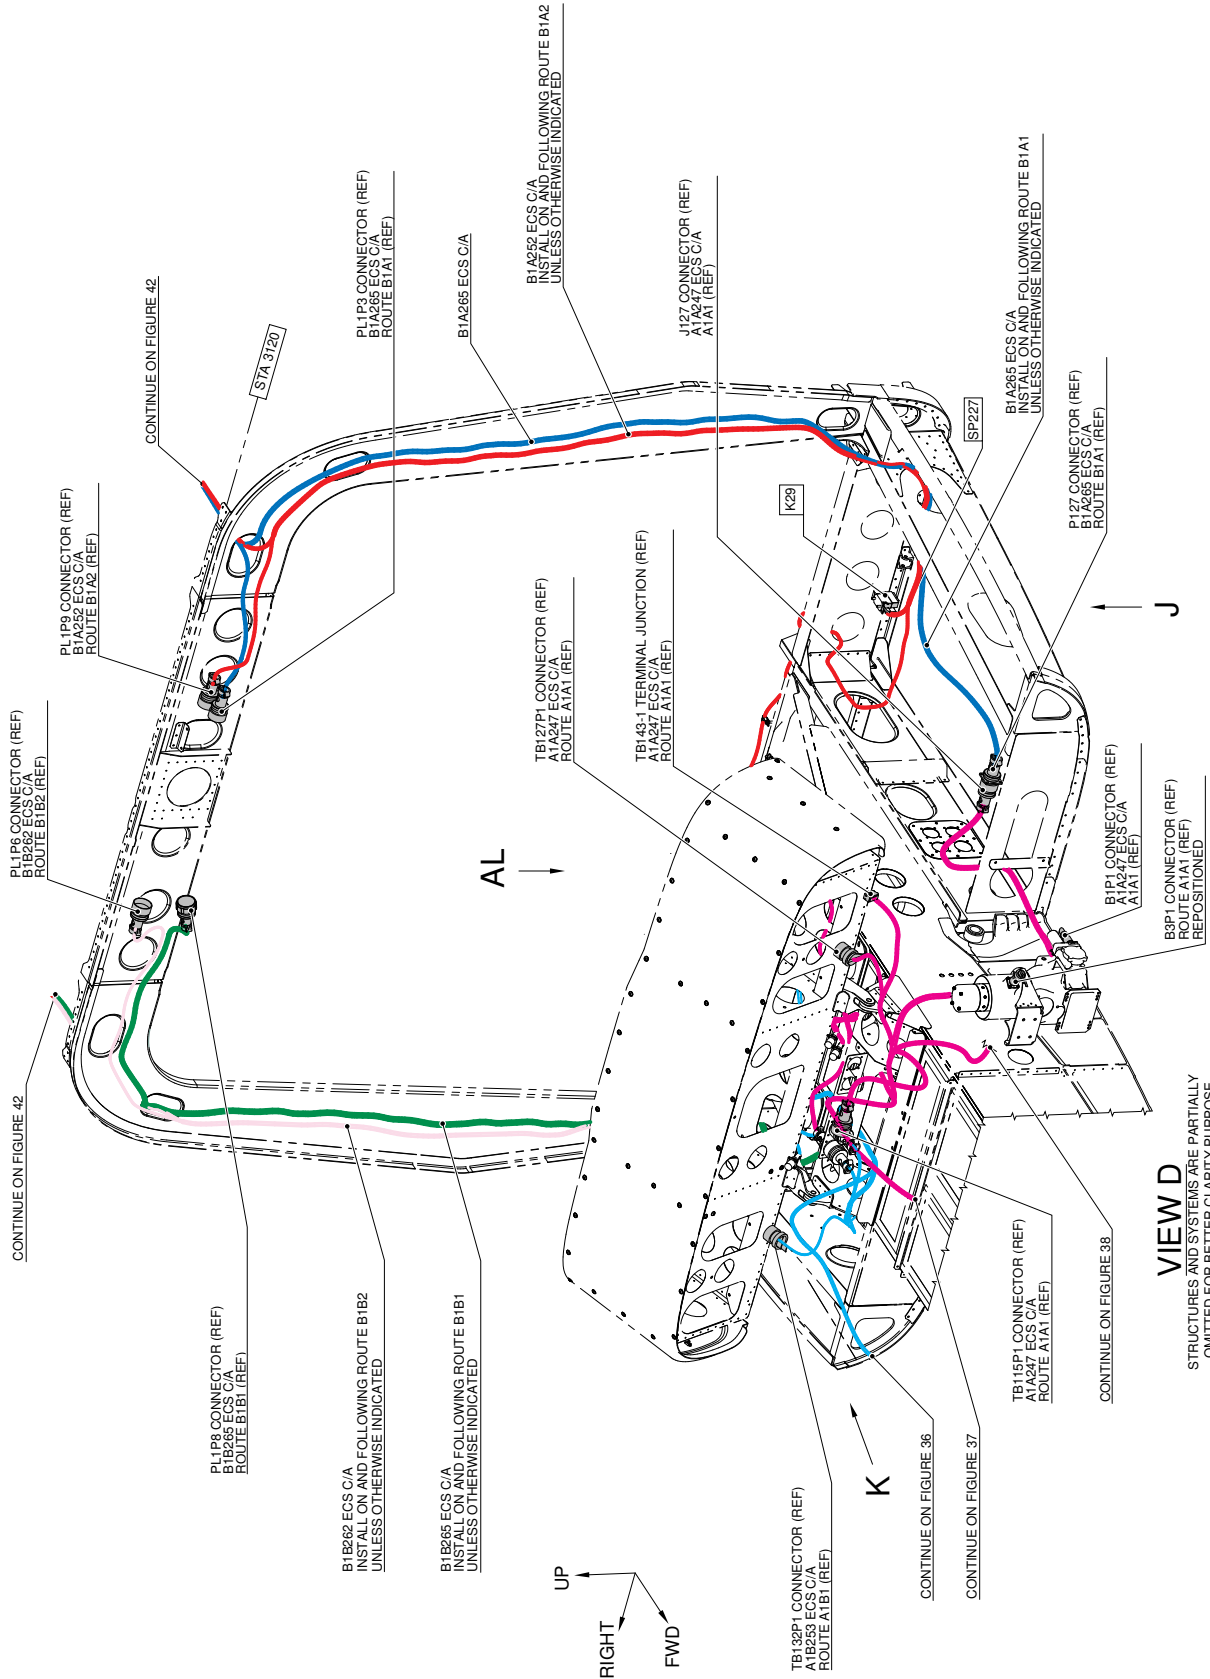 CONTINUE ON FIGURE 42
PL1P6 CONNECTOR (REF)
B1B262 ECS C/A
ROUTE B1B2 (REF)
PL1P9 CONNECTOR (REF)
B1A252 ECS C/A
ROUTE B1A2 (REF)
CONTINUE ON FIGURE 42
STA 3120
PL1P3 CONNECTOR (REF)
B1A265 ECS C/A
ROUTE B1A1 (REF)
B1A265 ECS C/A
B1A252 ECS C/A
INSTALL ON AND FOLLOWING ROUTE B1A2
UNLESS OTHERWISE INDICATED
PL1P8 CONNECTOR (REF)
B1B265 ECS C/A
ROUTE B1B1 (REF)
B1B262 ECS C/A
INSTALL ON AND FOLLOWING ROUTE B1B2
UNLESS OTHERWISE INDICATED
B1B265 ECS C/A
INSTALL ON AND FOLLOWING ROUTE B1B1
UNLESS OTHERWISE INDICATED
AL
TB127P1 CONNECTOR (REF)
A1A247 ECS C/A
ROUTE A1A1 (REF)
TB143-1 TERMINAL JUNCTION (REF)
A1A247 ECS C/A
ROUTE A1A1 (REF)
J127 CONNECTOR (REF)
A1A247 ECS C/A
A1A1 (REF)
K29
SP227
B1A265 ECS C/A
INSTALL ON AND FOLLOWING ROUTE B1A1
UNLESS OTHERWISE INDICATED
P127 CONNECTOR (REF)
B1A265 ECS C/A
ROUTE B1A1 (REF)
J
B1P1 CONNECTOR (REF)
A1A247 ECS C/A
A1A1 (REF)
B3P1 CONNECTOR (REF)
ROUTE A1A1 (REF)
REPOSITIONED
UP
RIGHT
FWD
TB132P1 CONNECTOR (REF)
A1B253 ECS C/A
ROUTE A1B1 (REF)
K
CONTINUE ON FIGURE 36
CONTINUE ON FIGURE 37
TB115P1 CONNECTOR (REF)
A1A247 ECS C/A
ROUTE A1A1 (REF)
CONTINUE ON FIGURE 38
VIEW D
STRUCTURES AND SYSTEMS ARE PARTIALLY
OMITTED FOR BETTER CLARITY PURPOSE